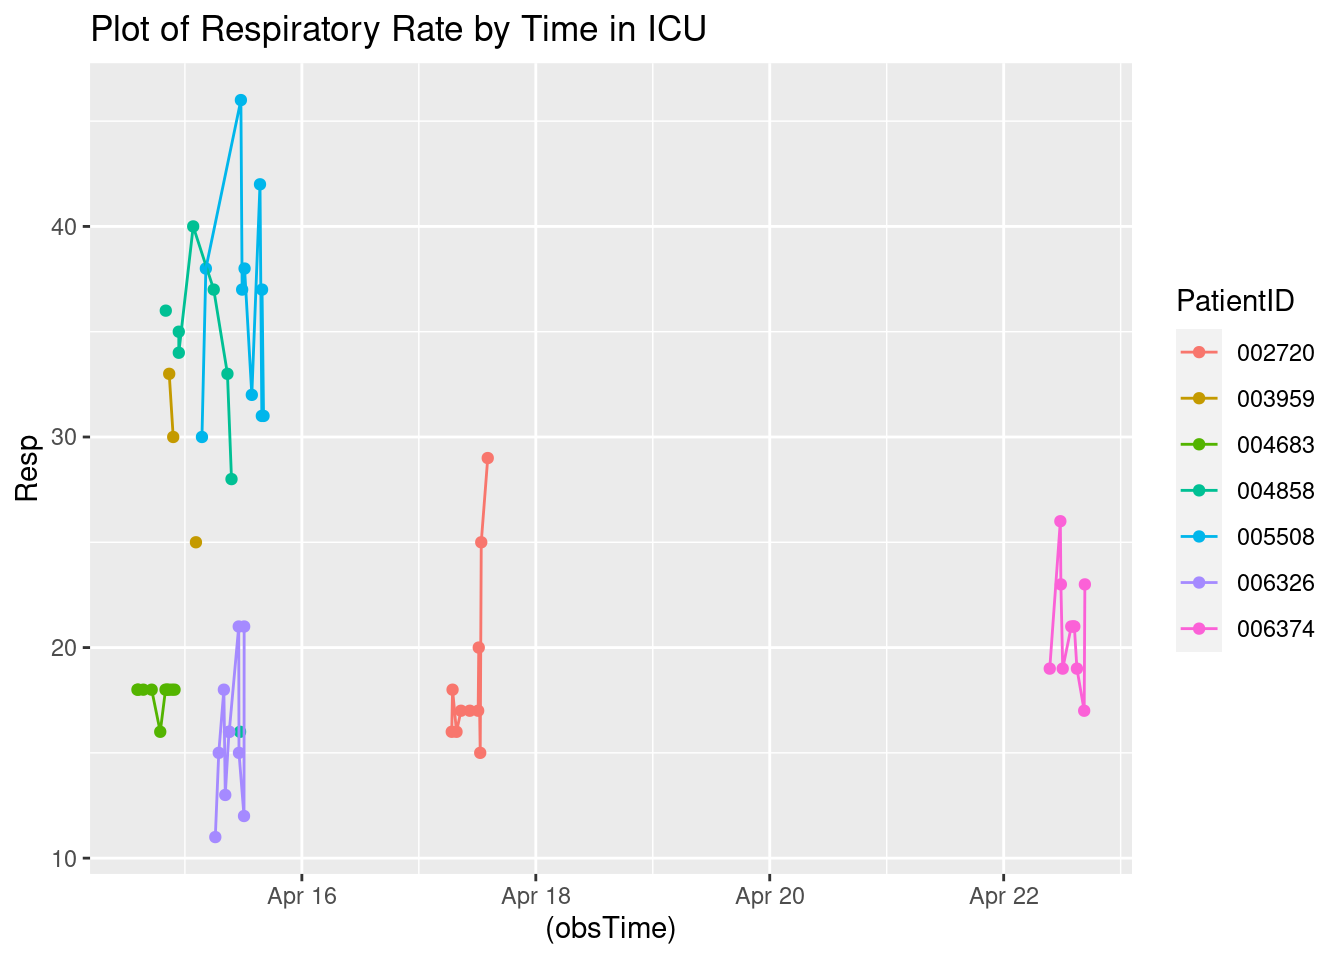 Plot of Respiratory Rate by Time in ICU
Resp
40
30
20
10
Apr 16
Apr 18
Apr 20
Apr 22
(obsTime)
PatientID
002720
003959
004683
004858
005508
006326
006374